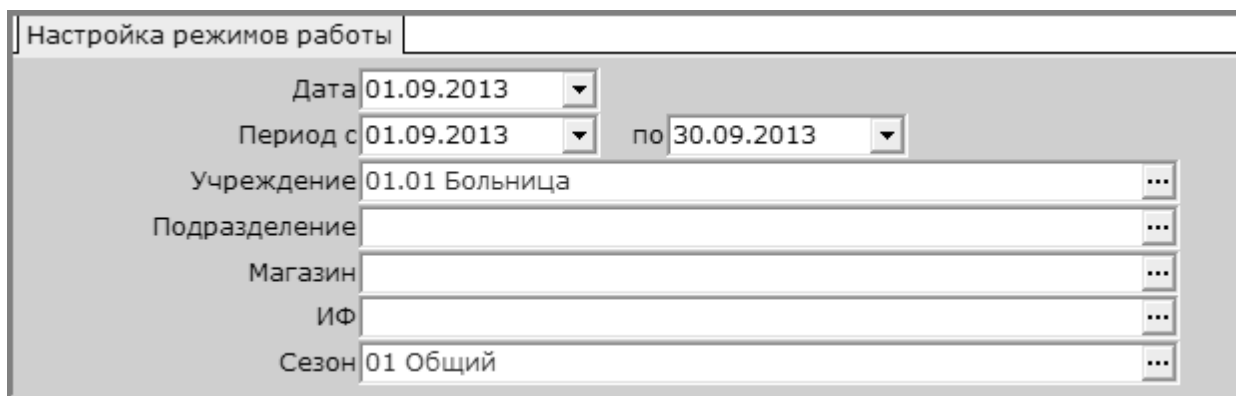 Настройка режимов работы
Дата 01.09.2013
Период с 01.09.2013 по 30.09.2013
Учреждение 01.01 Больница
Подразделение
Магазин
ИФ
Сезон 01 Общий